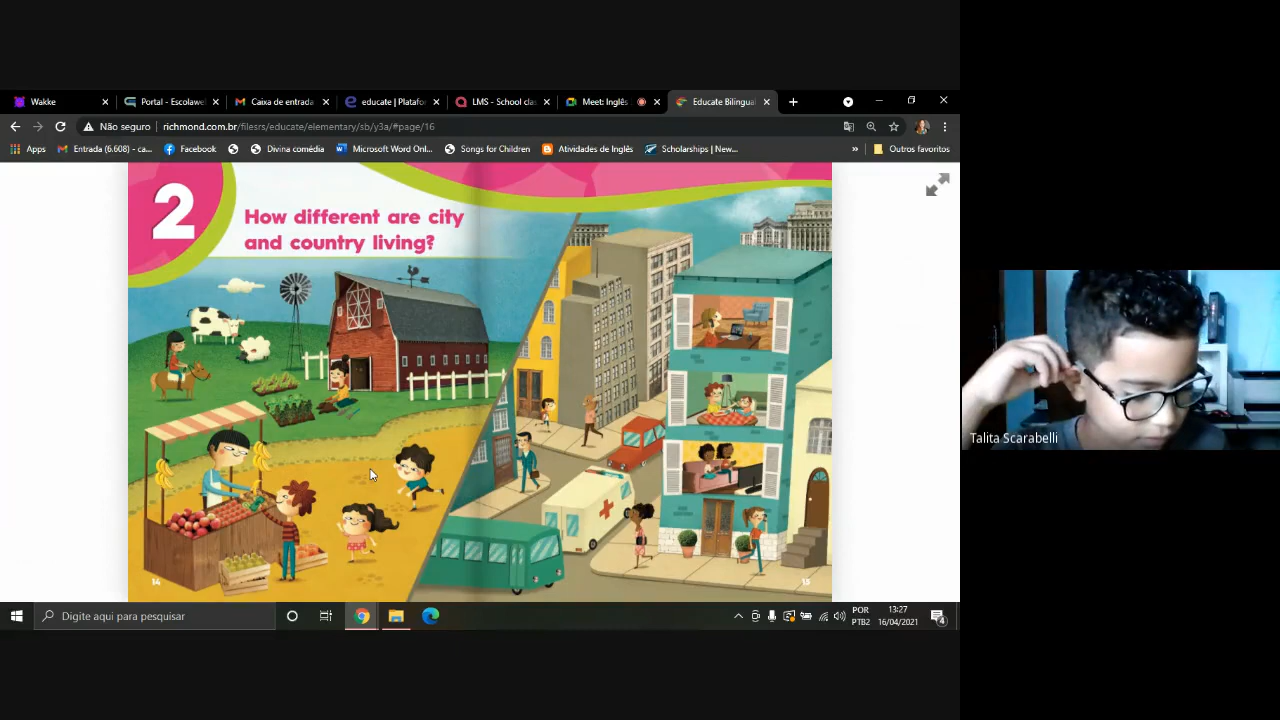 Wakke
Portal - Escolawe
Caixa de entrada
educate | Platafor
LMS - School clas
Meet: Inglês
Educate Bilingual
Não seguro
richmond.com.br/filesrs/educate/elementary/sb/y3a/#page/16
Apps
Entrada (6.608) - ca...
Facebook
Divina comédia
Microsoft Word Onl...
Songs for Children
Atividades de Inglês
Scholarships | New...
»
Outros favoritos
2
How different are city
and country living?
14
15
Talita Scarabelli
Digite aqui para pesquisar
POR
PTB2
13:27
16/04/2021
4